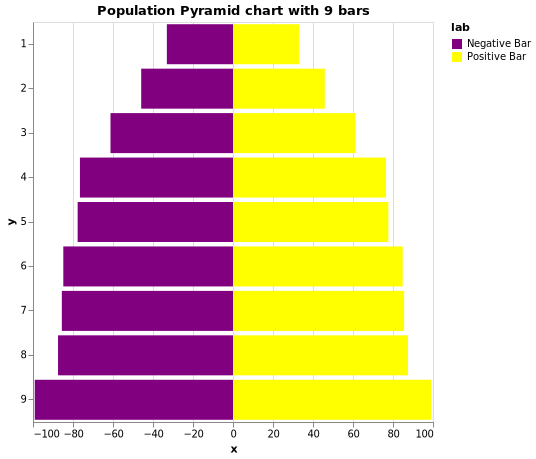 Population Pyramid chart with 9 bars
lab
Negative Bar
Positive Bar
y
1
2
3
4
5
6
7
8
9
−100 −80 −60 −40 −20 0 20 40 60 80 100
x